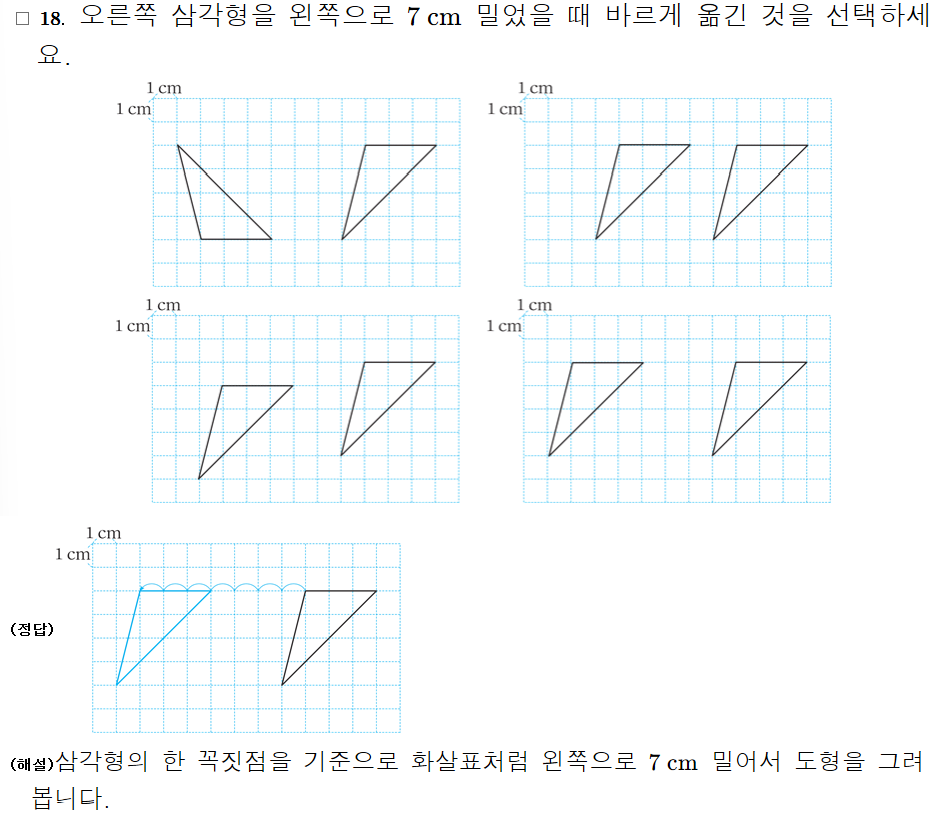 □ 18. 오른쪽 삼각형을 왼쪽으로 7 cm 밀었을 때 바르게 옮긴 것을 선택하세
요.
1 cm
1 cm
1 cm
1 cm
1 cm
1 cm
1 cm
1 cm
1 cm
1 cm
(정답)
(해설)삼각형의 한 꼭짓점을 기준으로 화살표처럼 왼쪽으로 7 cm 밀어서 도형을 그려
봅니다.